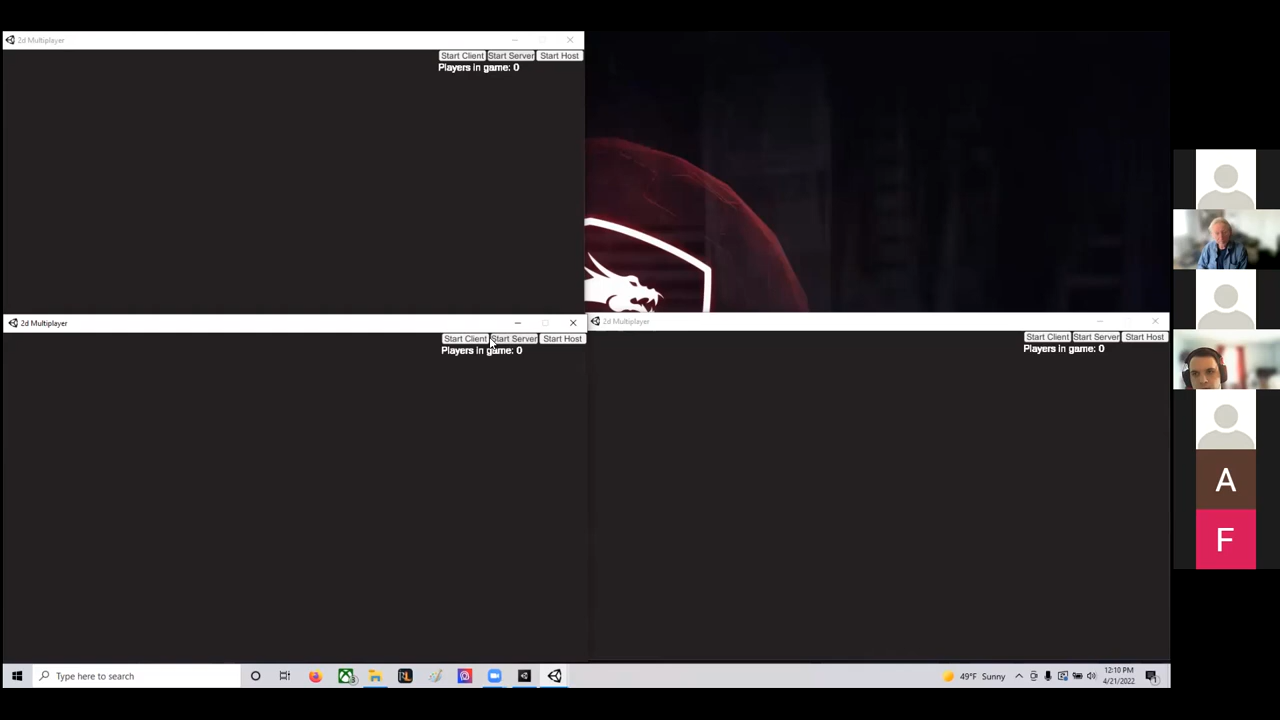 2d Multiplayer
Start Client Start Server Start Host
Players in game: 0
2d Multiplayer
Start Client Start Server Start Host
Players in game: 0
2d Multiplayer
Start Client Start Server Start Host
Players in game: 0
A
F
Type here to search
49°F Sunny
12:10 PM
4/21/2022